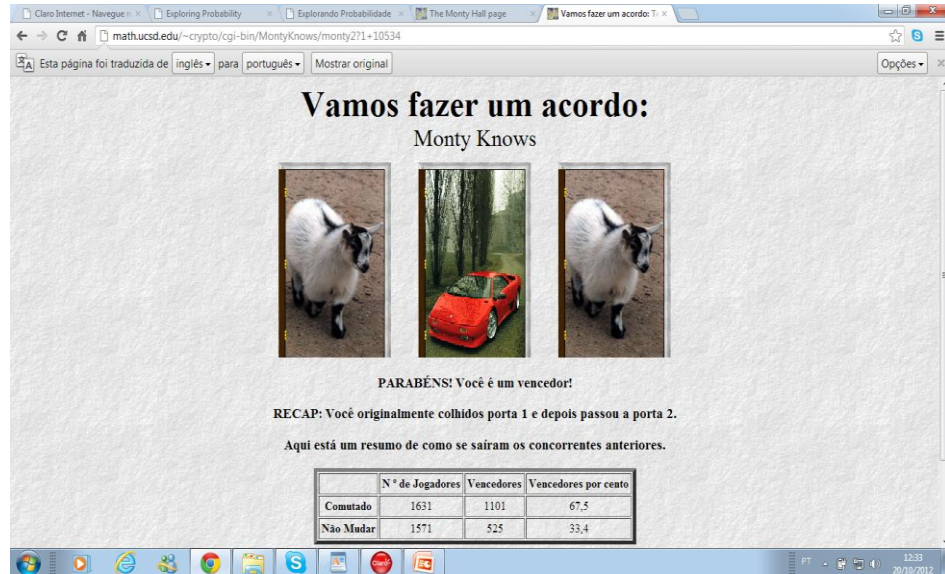 Claro Internet - Navegue n
Exploring Probability
Explorando Probabilidade
The Monty Hall page
Vamos fazer um acordo: T
math.ucsd.edu/~crypto/cgi-bin/MontyKnows/monty2?1+10534
Esta página foi traduzida de inglês para português Mostrar original Opções
Vamos fazer um acordo:
Monty Knows
PARABÉNS! Você é um vencedor!
RECAP: Você originalmente colhidos porta 1 e depois passou a porta 2.
Aqui está um resumo de como se saíram os concorrentes anteriores.
N º de Jogadores Vencedores Vencedores por cento
Comutado 1631 1101 67,5
Não Mudar 1571 525 33,4
PT 12:33
20/10/2012